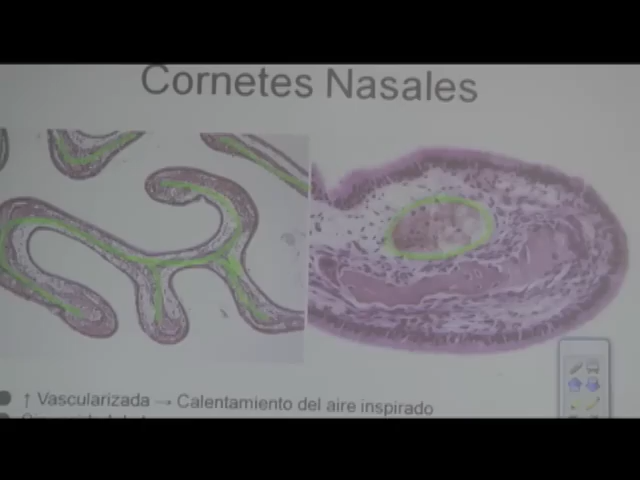 Cornetes Nasales
↑ Vascularizada → Calentamiento del aire inspirado